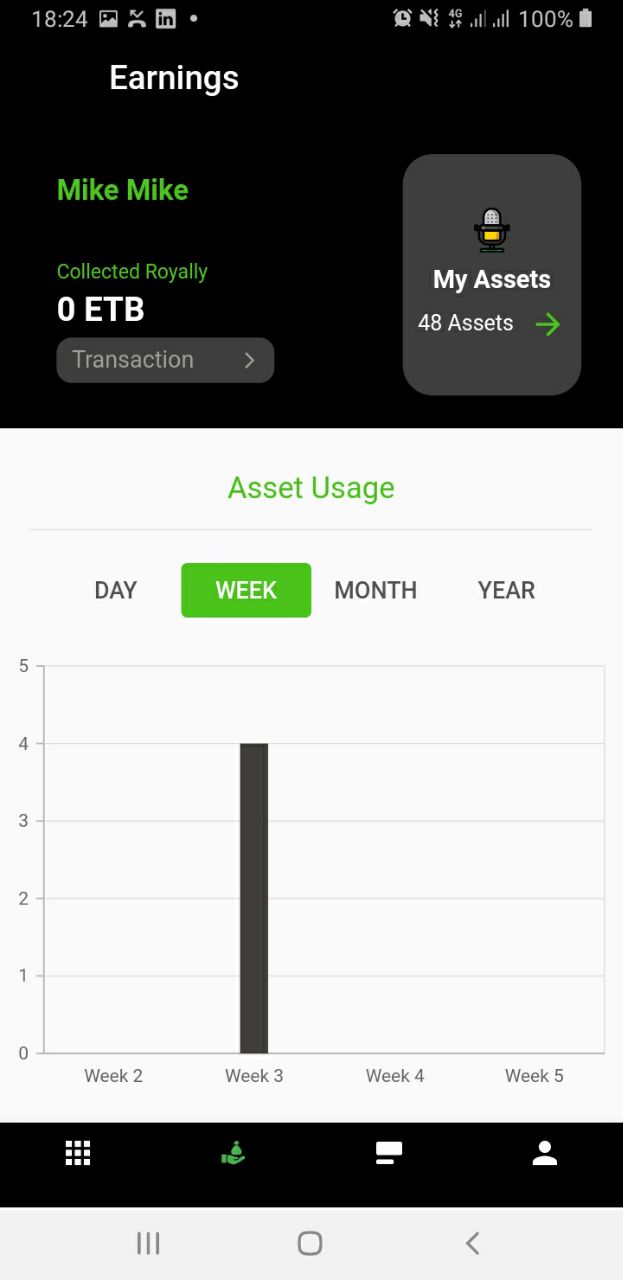 18:24
4G
100%
Earnings
Mike Mike
Collected Royally
0 ETB
Transaction
My Assets
48 Assets
Asset Usage
DAY WEEK MONTH YEAR
5
4
3
2
1
0
Week 2 Week 3 Week 4 Week 5